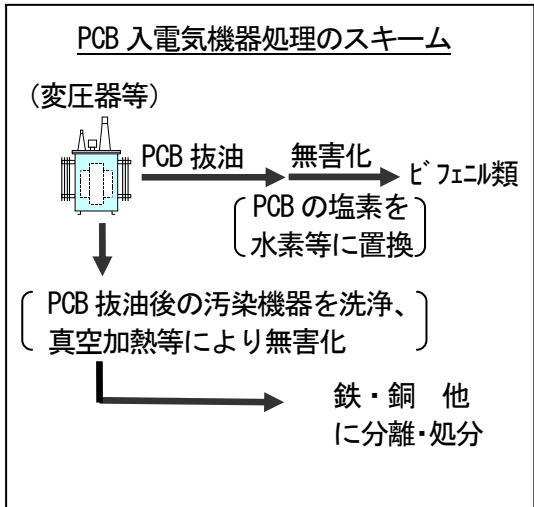 PCB 入電気機器処理のスキーム
(変圧器等)
PCB 抜油
無害化
ビフェニル類
PCB の塩素を
水素等に置換
PCB 抜油後の汚染機器を洗浄、
真空加熱等により無害化
鉄・銅　他
に分離・処分